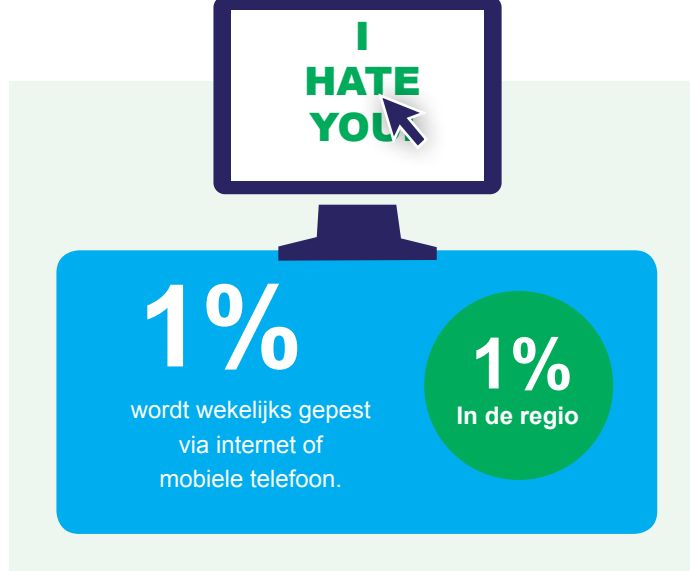 I
HATE
YOU!
1%
wordt wekelijks gepest
via internet of
mobiele telefoon.
1%
In de regio